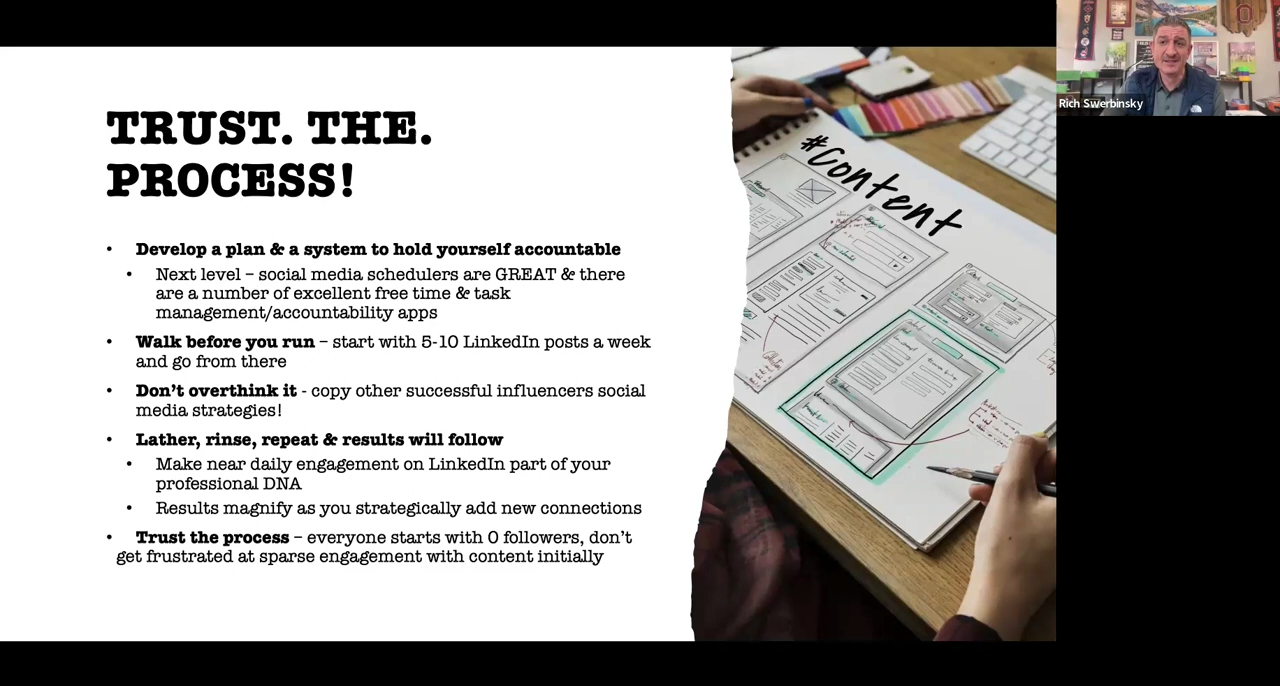 TRUST. THE.
PROCESS!
• Develop a plan & a system to hold yourself accountable
• Next level – social media schedulers are GREAT & there
are a number of excellent free time & task
management/accountability apps
• Walk before you run – start with 5-10 LinkedIn posts a week
and go from there
• Don't overthink it - copy other successful influencers social
media strategies!
• Lather, rinse, repeat & results will follow
• Make near daily engagement on LinkedIn part of your
professional DNA
• Results magnify as you strategically add new connections
• Trust the process – everyone starts with 0 followers, don't
get frustrated at sparse engagement with content initially
#Content
Rich Swerbinsky